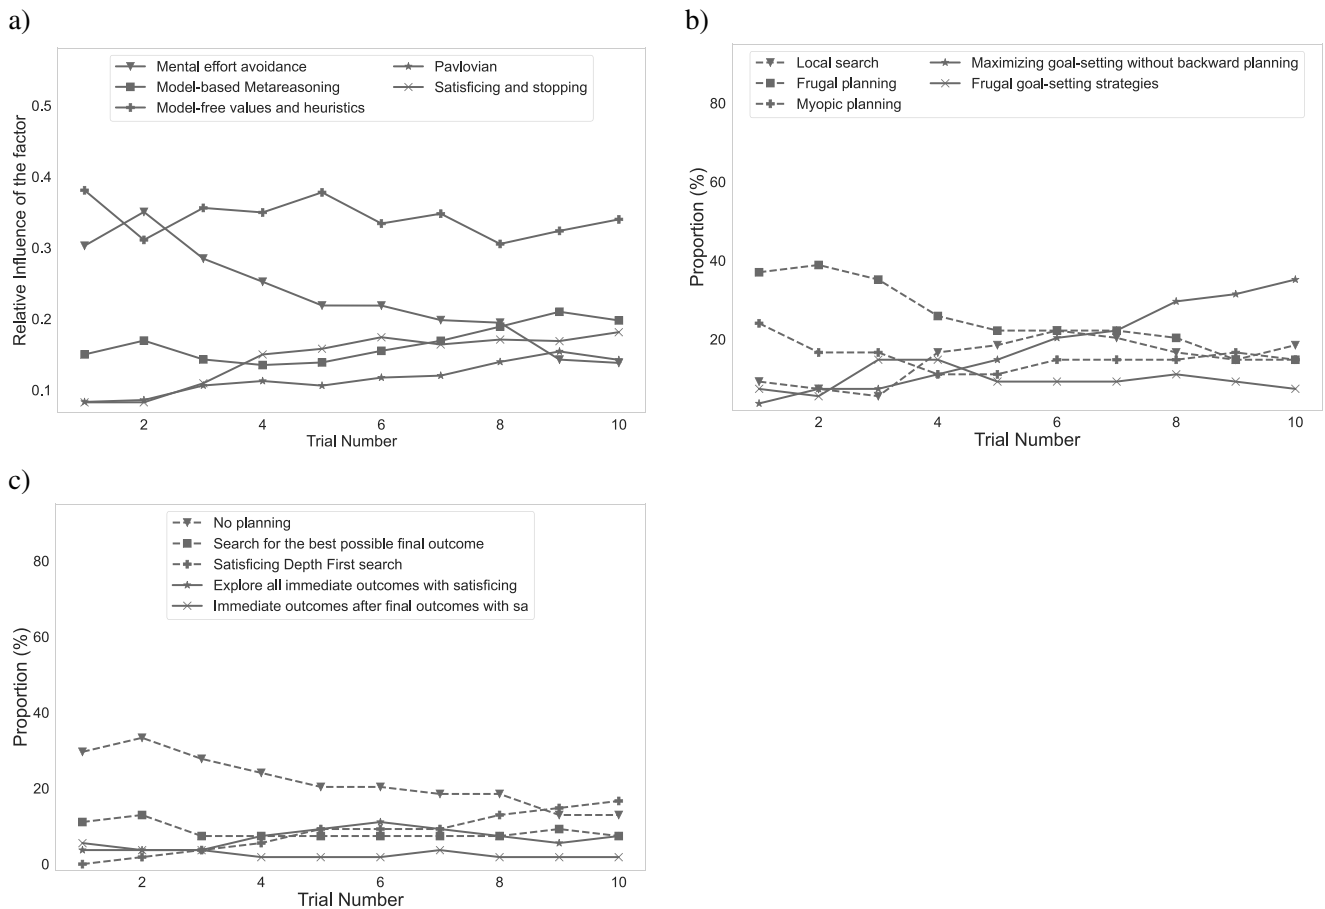 a)
Mental effort avoidance
Model-based Metareasoning
Model-free values and heuristics
Pavlovian
Satisficing and stopping
Relative Influence of the factor
0.5
0.4
0.3
0.2
0.1
2 4 6 8 10
Trial Number
b)
Local search
Frugal planning
Myopic planning
Maximizing goal-setting without backward planning
Frugal goal-setting strategies
Proportion (%)
80
60
40
20
2 4 6 8 10
Trial Number
c)
No planning
Search for the best possible final outcome
Satisficing Depth First search
Explore all immediate outcomes with satisficing
Immediate outcomes after final outcomes with sa
Proportion (%)
80
60
40
20
0
2 4 6 8 10
Trial Number